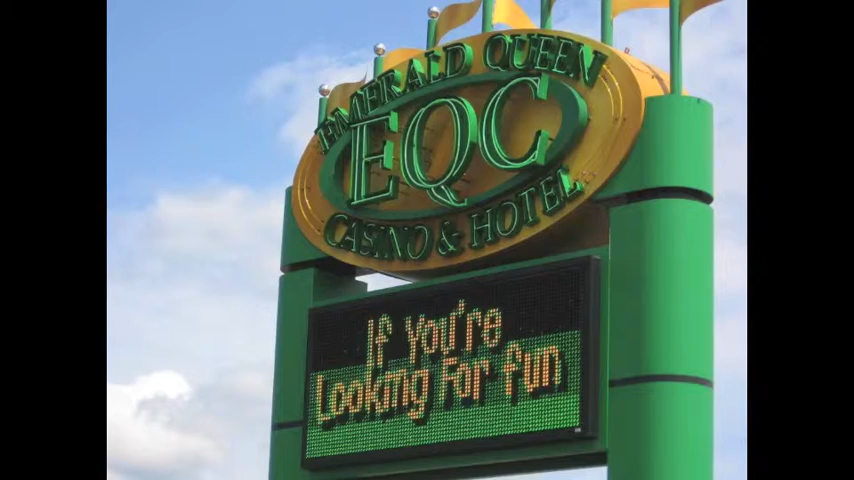 EMERALD QUEEN
EQC
CASINO & HOTEL
If You're
Looking For fun